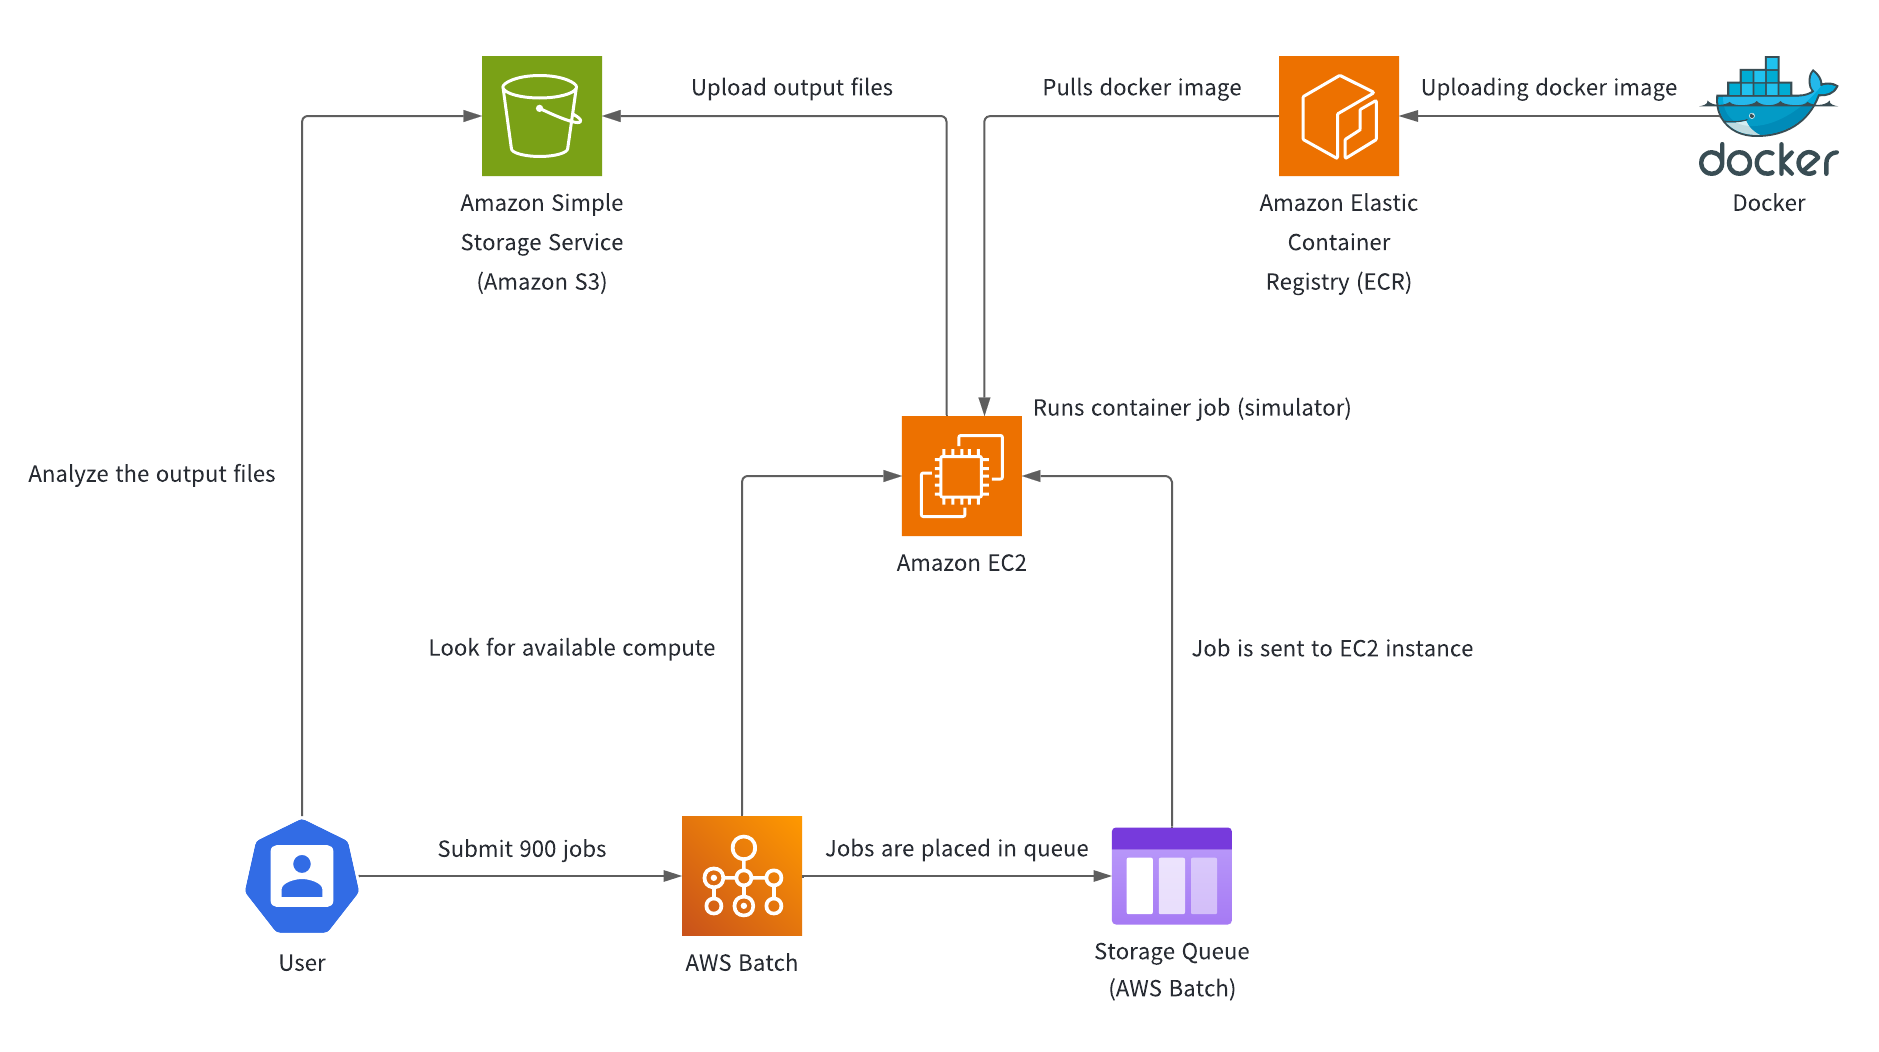 Upload output files
Pulls docker image
Uploading docker image
docker
Amazon Simple
Storage Service
(Amazon S3)
Amazon Elastic
Container
Registry (ECR)
Docker
Runs container job (simulator)
Analyze the output files
Amazon EC2
Look for available compute
Job is sent to EC2 instance
Submit 900 jobs
Jobs are placed in queue
User
AWS Batch
Storage Queue
(AWS Batch)